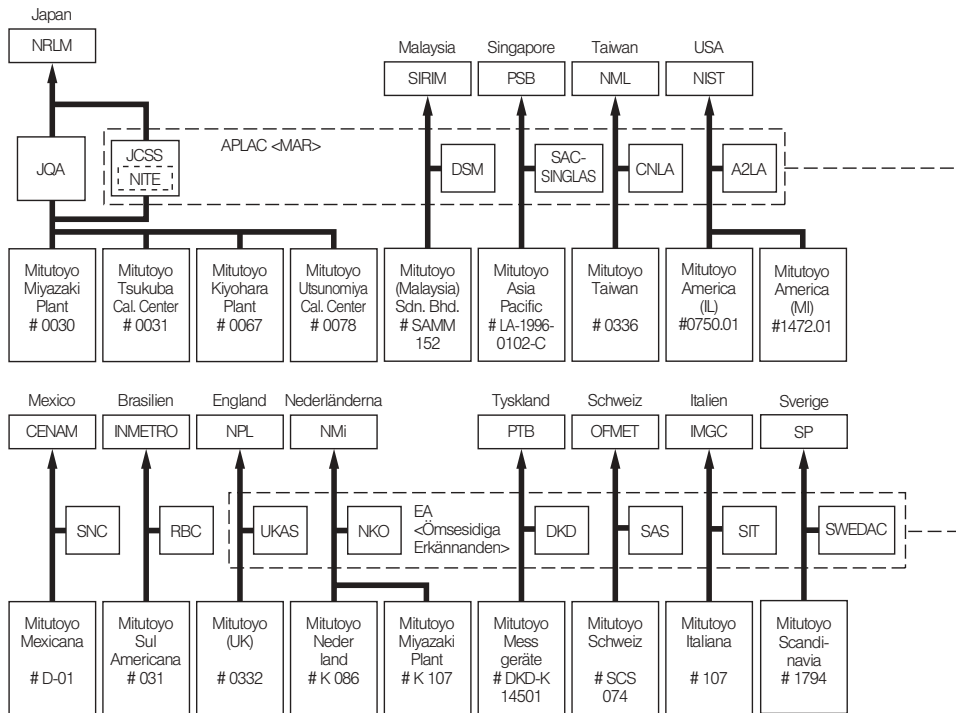 Japan
NRLM
Malaysia
SIRIM
Singapore
PSB
Taiwan
NML
USA
NIST
APLAC <MAR>
JQA
JCSS
NITE
DSM
SAC-
SINGLAS
CNLA
A2LA
Mitutoyo
Miyazaki
Plant
# 0030
Mitutoyo
Tsukuba
Cal. Center
# 0031
Mitutoyo
Kiyohara
Plant
# 0067
Mitutoyo
Utsunomiya
Cal. Center
# 0078
Mitutoyo
(Malaysia)
Sdn. Bhd.
# SAMM
152
Mitutoyo
Asia
Pacific
# LA-1996-
0102-C
Mitutoyo
Taiwan
# 0336
Mitutoyo
America
(IL)
#0750.01
Mitutoyo
America
(MI)
#1472.01
Mexico
CENAM
Brasilien
INMETRO
England
NPL
Nederländerna
NMi
Tyskland
PTB
Schweiz
OFMET
Italien
IMGC
Sverige
SP
SNC
RBC
UKAS
NKO
EA
<Ömsesidiga
Erkännanden>
DKD
SAS
SIT
SWEDAC
Mitutoyo
Mexicana
# D-01
Mitutoyo
Sul
Americana
# 031
Mitutoyo
(UK)
# 0332
Mitutoyo
Neder
land
# K 086
Mitutoyo
Miyazaki
Plant
# K 107
Mitutoyo
Mess
geräte
# DKD-K
14501
Mitutoyo
Schweiz
# SCS
074
Mitutoyo
Italiana
# 107
Mitutoyo
Scandi-
navia
# 1794